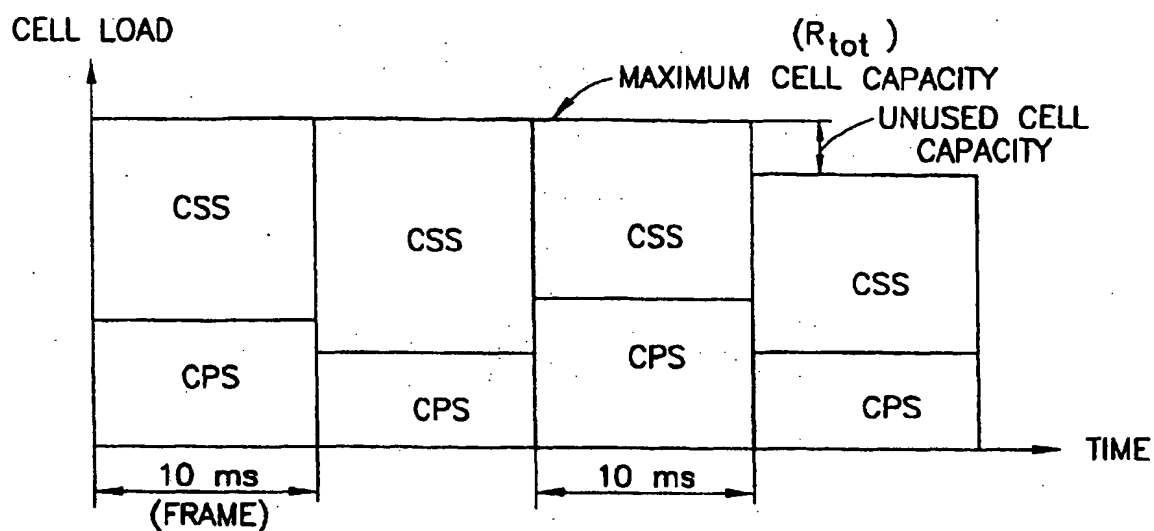 CELL LOAD
(Rtot)
MAXIMUM CELL CAPACITY
UNUSED CELL
CAPACITY
CSS
CSS
CSS
CSS
CPS
CPS
CPS
CPS
TIME
10 ms
(FRAME)
10 ms